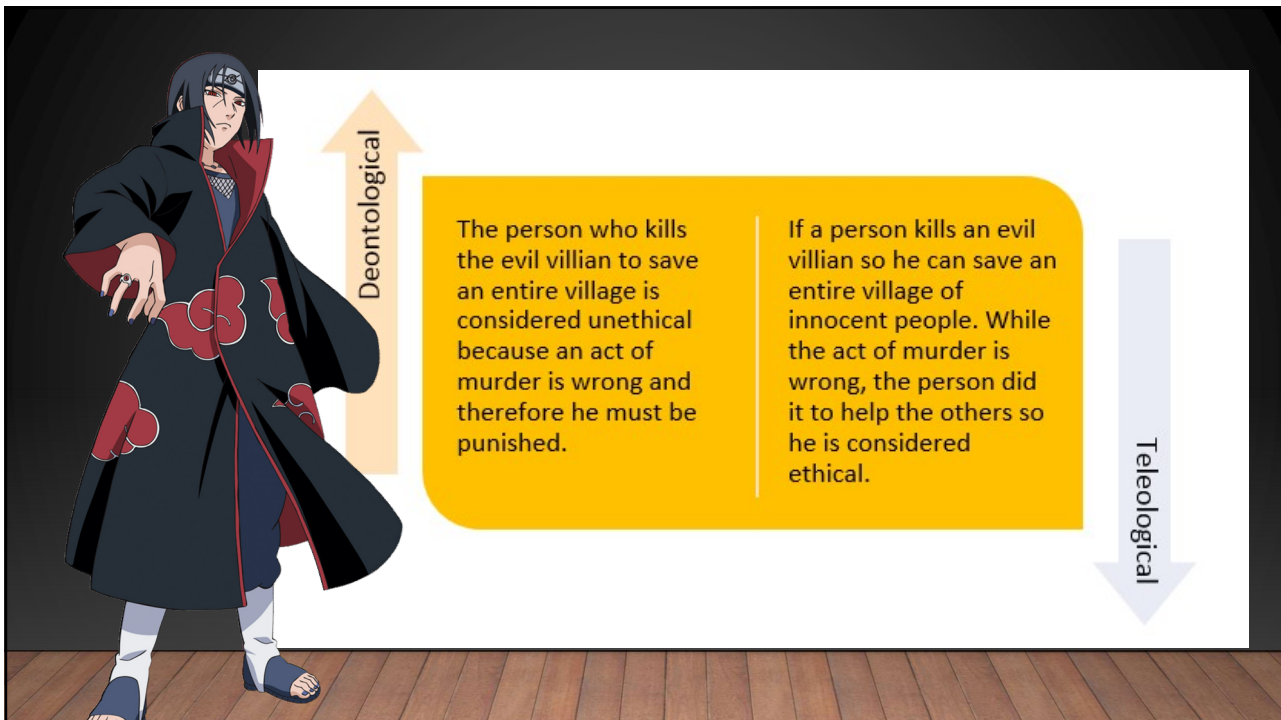 Deontological
The person who kills
the evil villian to save
an entire village is
considered unethical
because an act of
murder is wrong and
therefore he must be
punished.
If a person kills an evil
villian so he can save an
entire village of
innocent people. While
the act of murder is
wrong, the person did
it to help the others so
he is considered
ethical.
Teleological